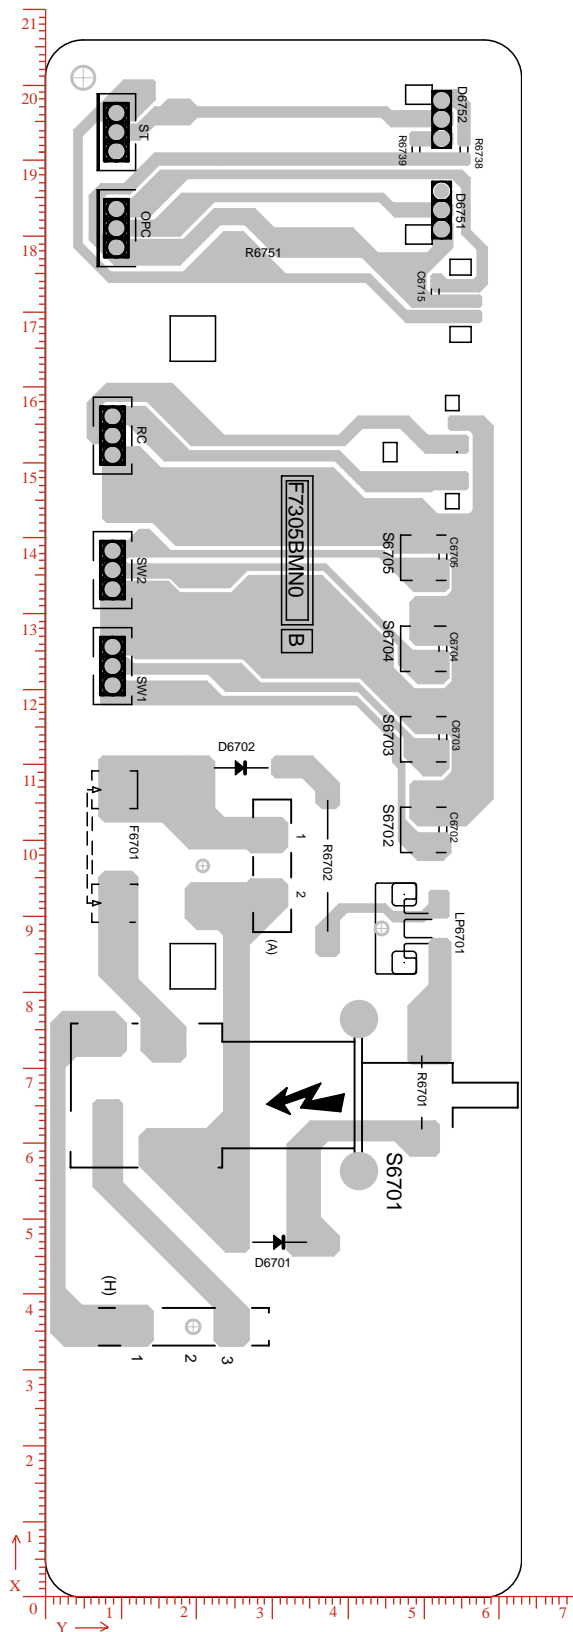 21
20
19
18
17
16
15
14
13
12
11
10
9
8
7
6
5
4
3
2
1
0
X
Y
1
2
3
4
5
6
7
D6752
ST
R6739
R6738
OPC
D6751
R6751
C6715
RC
F7305BMN0
B
S6705
C6705
SW2
S6704
C6704
SW1
S6703
C6703
D6702
S6702
C6702
F6701
1
R6702
2
(A)
LP6701
R6701
S6701
D6701
(H)
1
2
3